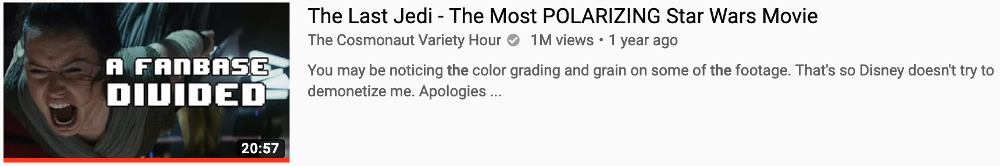 The Last Jedi - The Most POLARIZING Star Wars Movie
The Cosmonaut Variety Hour 1M views • 1 year ago
You may be noticing the color grading and grain on some of the footage. That's so Disney doesn't try to
demonetize me. Apologies ...
A FANBASE
DIVIDED
20:57